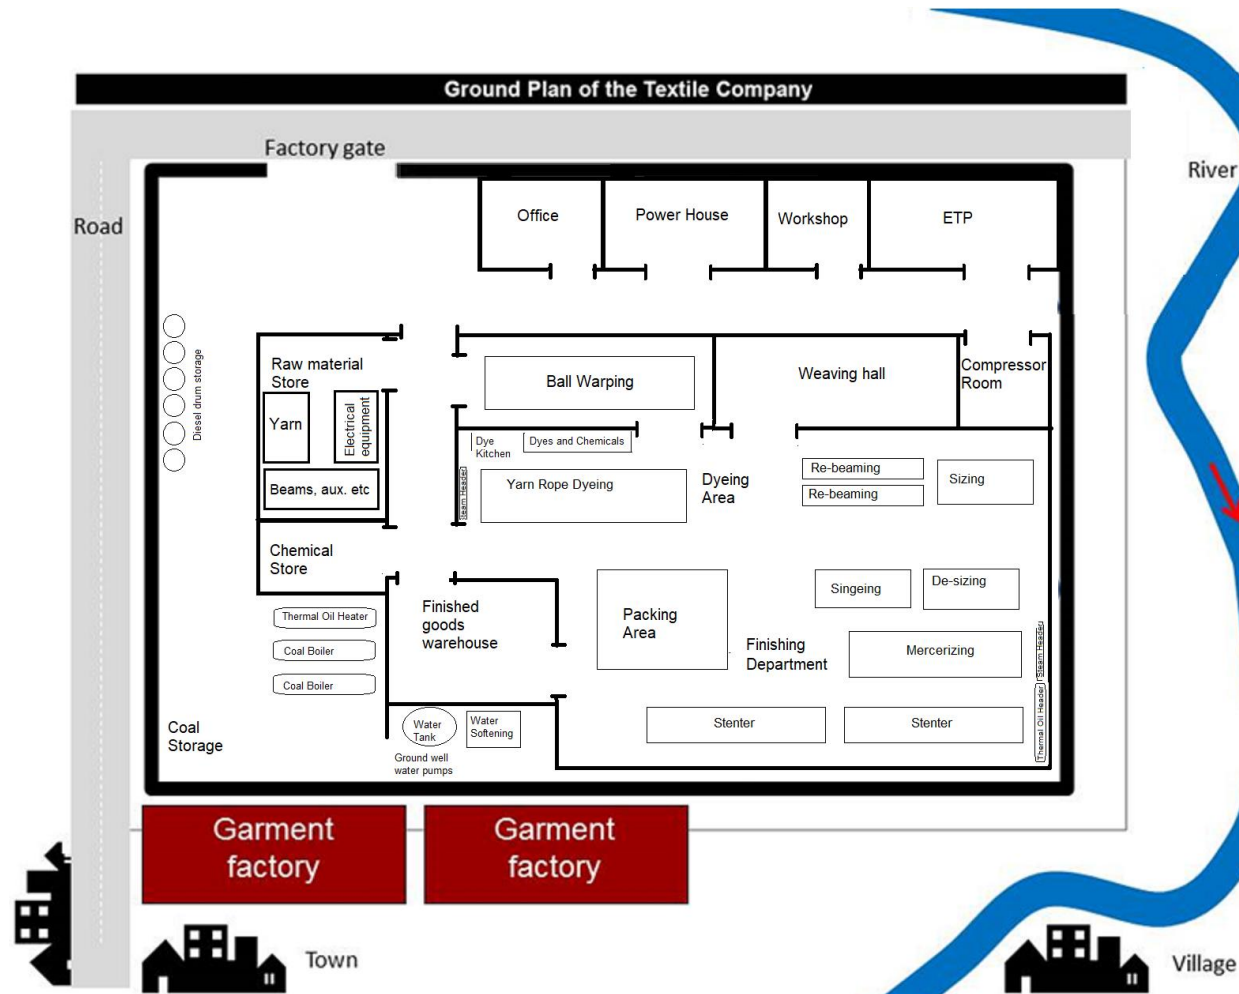 Ground Plan of the Textile Company
Factory gate
River
Road
Office
Power House
Workshop
ETP
Diesel drum storage
Raw material
Store
Yarn
Electrical
equipment
Beams, aux. etc
Ball Warping
Weaving hall
Compressor
Room
Dye
Kitchen
Dyes and Chemicals
Steam Header
Yarn Rope Dyeing
Dyeing
Area
Re-beaming
Re-beaming
Sizing
Chemical
Store
Thermal Oil Heater
Coal Boiler
Coal Boiler
Finished
goods
warehouse
Packing
Area
Singeing
De-sizing
Finishing
Department
Mercerizing
Steam Header
Thermal Oil Header
Stenter
Stenter
Coal
Storage
Water
Tank
Water
Softening
Ground well
water pumps
Garment
factory
Garment
factory
Town
Village